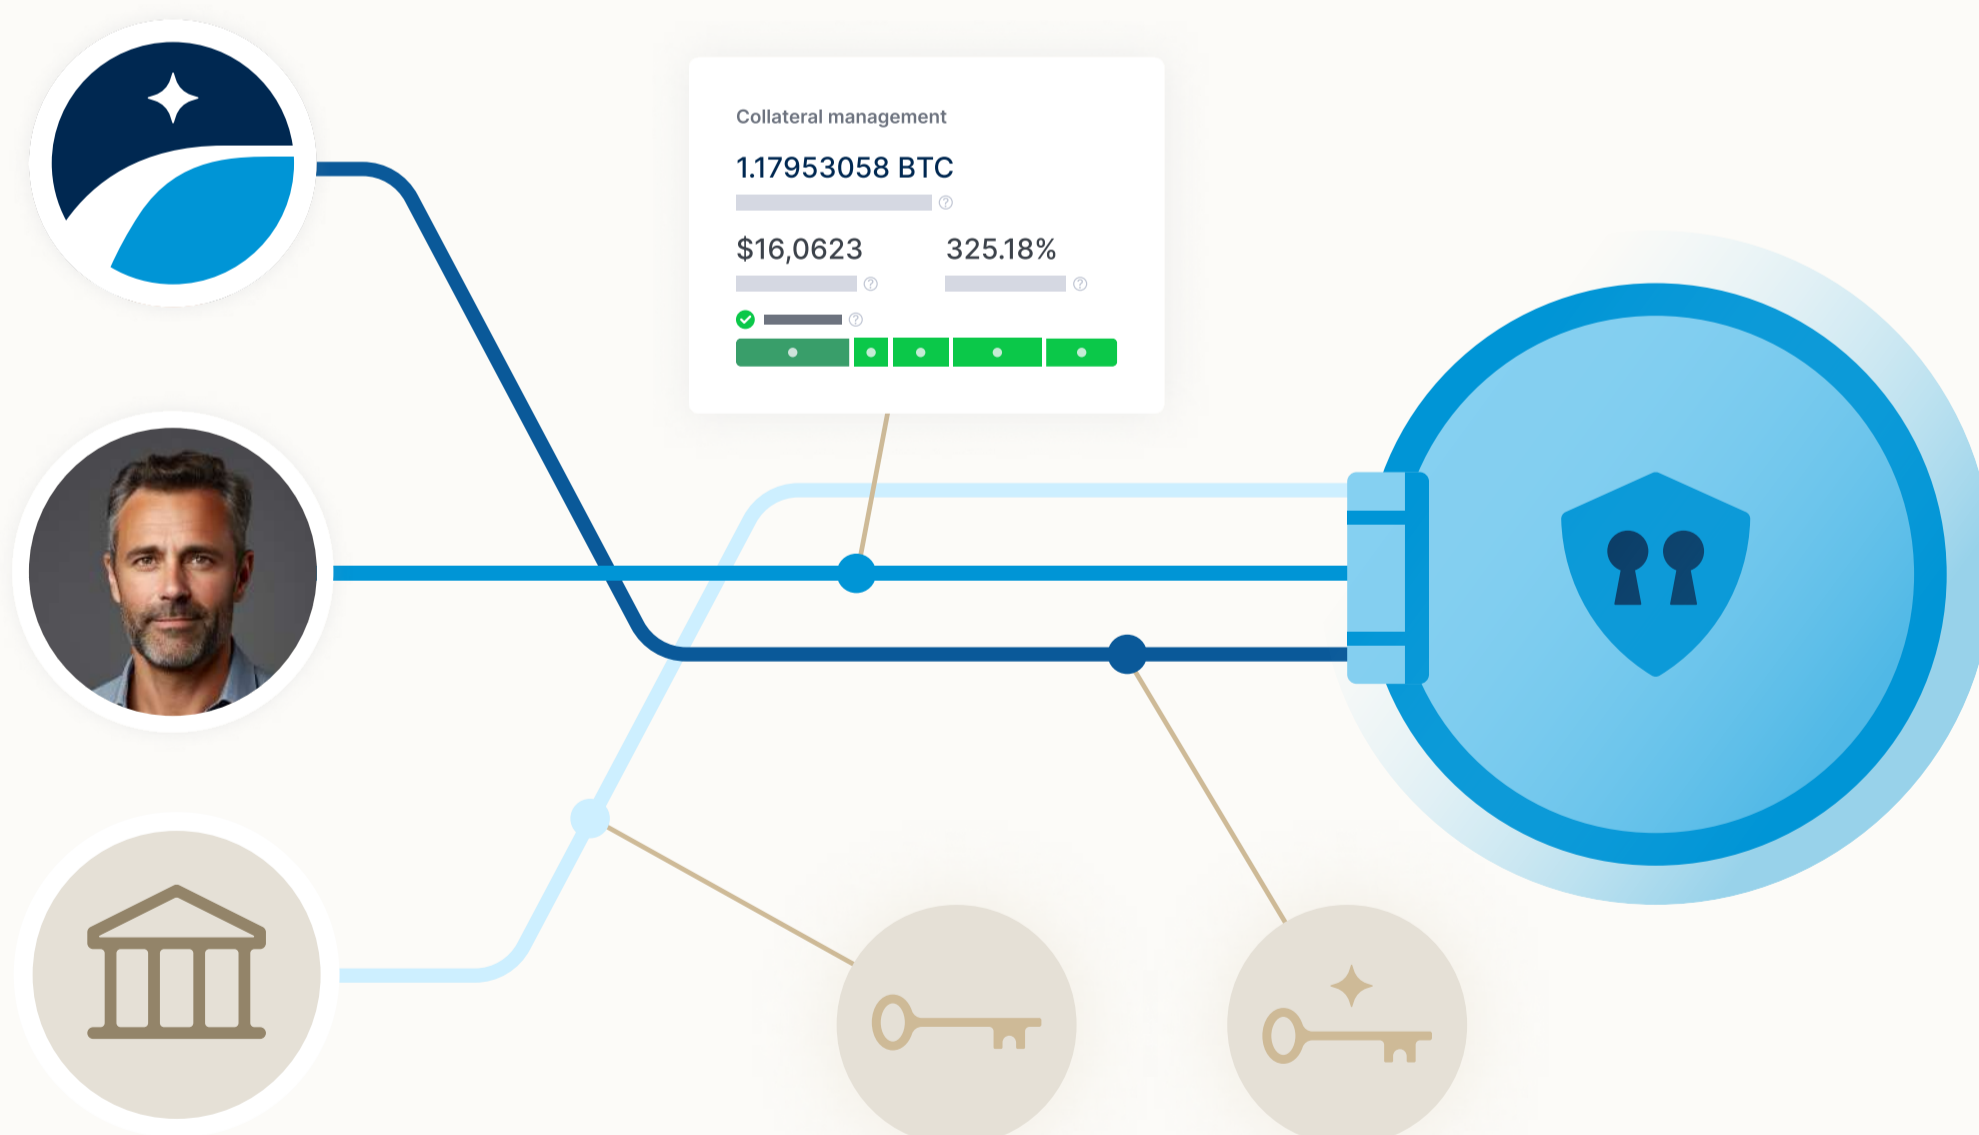 Collateral management
1.17953058 BTC
$16,0623
325.18%